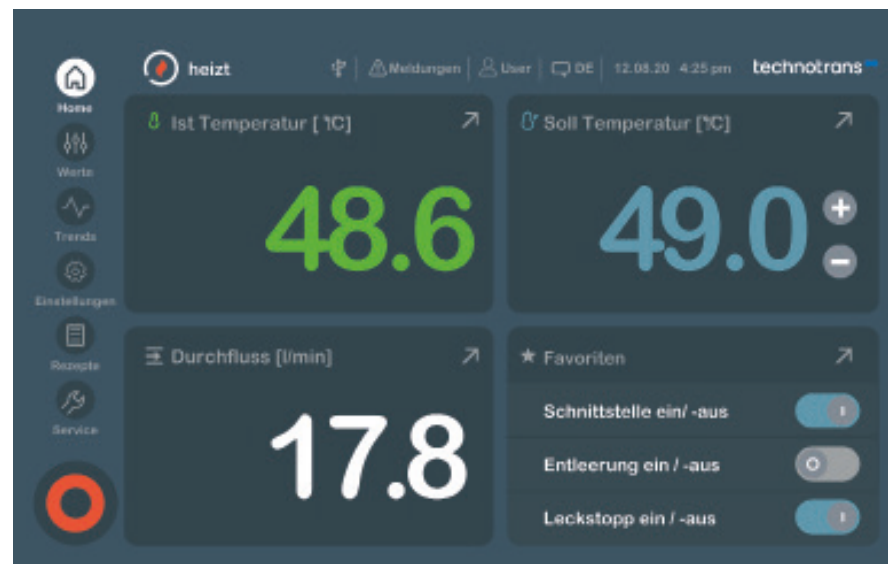 heizt Meldungen User DE 12.08.20 4:25 pm technotrans
Home
Werte
Trends
Einstellungen
Rezepte
Service
Ist Temperatur [°C]
48.6
Soll Temperatur [°C]
49.0
Durchfluss [l/min]
17.8
Favoriten
Schnittstelle ein/ -aus
Entleerung ein / -aus
Leckstopp ein / -aus